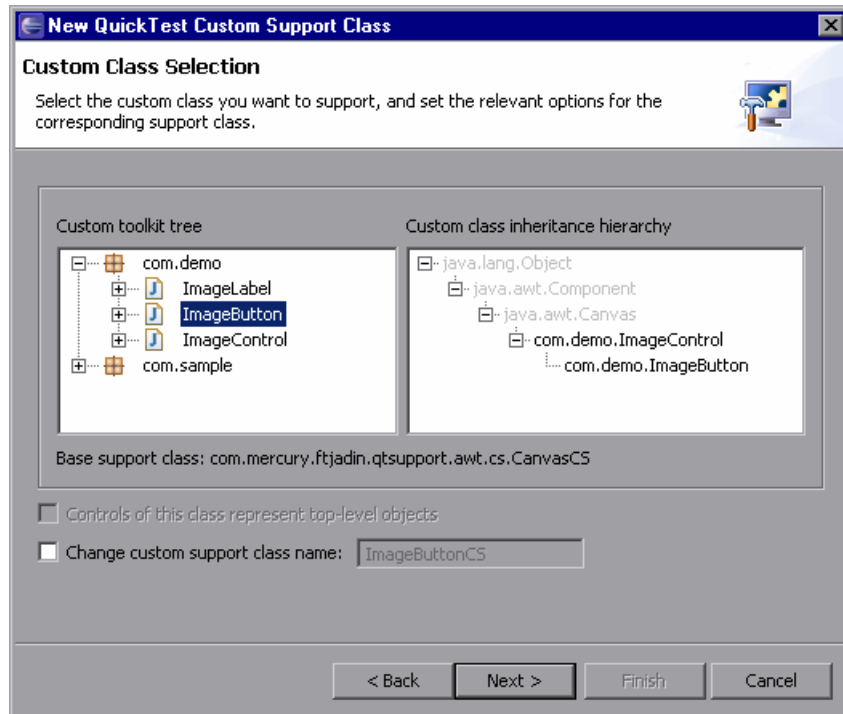 New QuickTest Custom Support Class
Custom Class Selection
Select the custom class you want to support, and set the relevant options for the
corresponding support class.
Custom toolkit tree
com.demo
ImageLabel
ImageButton
ImageControl
com.sample
Custom class inheritance hierarchy
java.lang.Object
java.awt.Component
java.awt.Canvas
com.demo.ImageControl
com.demo.ImageButton
Base support class: com.mercury.ftjadin.qtsupport.awt.cs.CanvasCS
Controls of this class represent top-level objects
Change custom support class name: ImageButtonCS
< Back Next > Finish Cancel